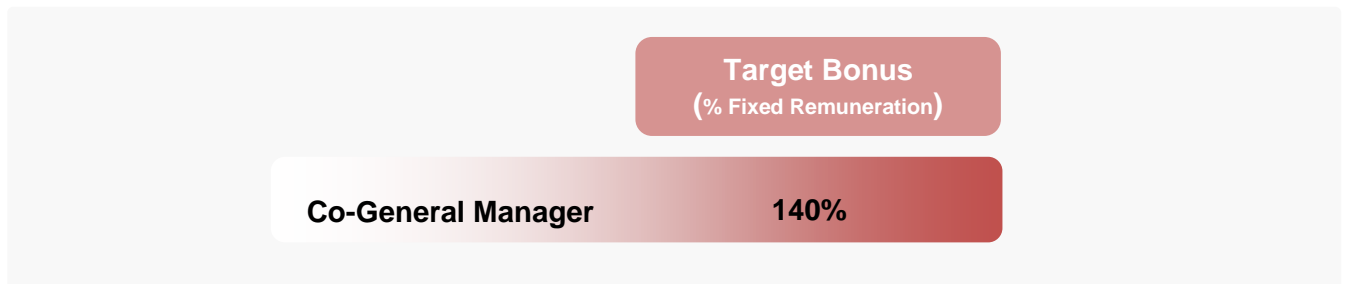 Target Bonus
(% Fixed Remuneration)
Co-General Manager 140%